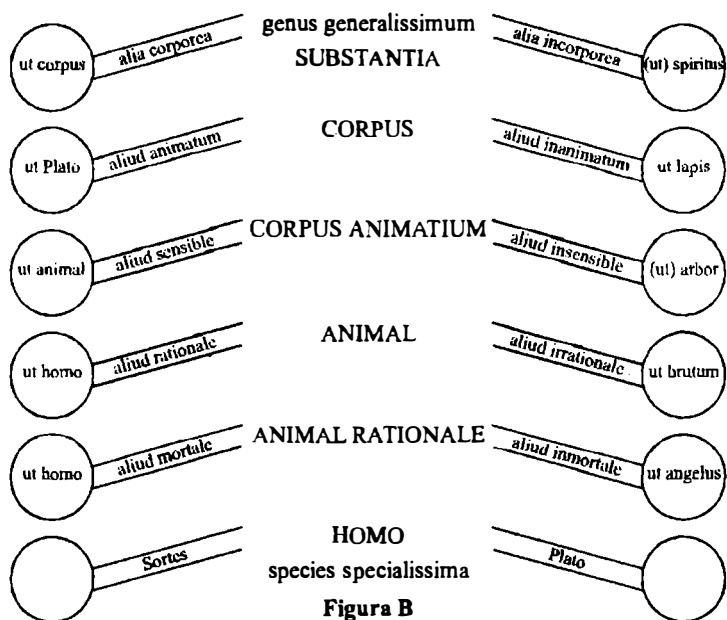 genus generalissimum
ut corpus alia corporea SUBSTANTIA alia incorporea (ut) spiritus
CORPUS
ut Plato aliud animatum aliud inanimatum ut lapis
CORPUS ANIMATIUM
ut animal aliud sensible aliud insensible (ut) arbor
ANIMAL
ut homo aliud rationale aliud irrationale ut brutum
ANIMAL RATIONALE
ut homo aliud mortale aliud inmortale ut angelus
HOMO
Sortes species specialissima Plato
Figura B